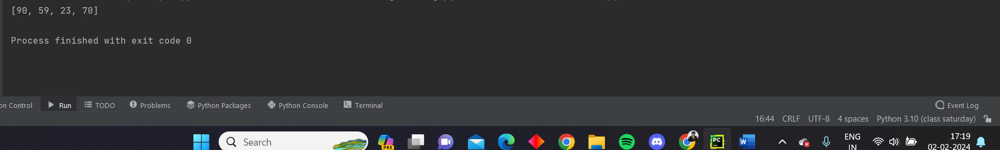 [90, 59, 23, 70]
Process finished with exit code 0
on Control Run TODO Problems Python Packages Python Console Terminal Event Log
16:44 CRLF UTF-8 4 spaces Python 3.10 (class saturday)
Search PRE PC W ENG IN 17:19 02-02-2024